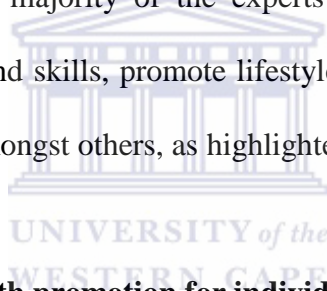 majority of the experts
nd skills, promote lifestyle
ongst others, as highlighte
UNIVERSITY of the
WESTERN CAPE
th promotion for individ